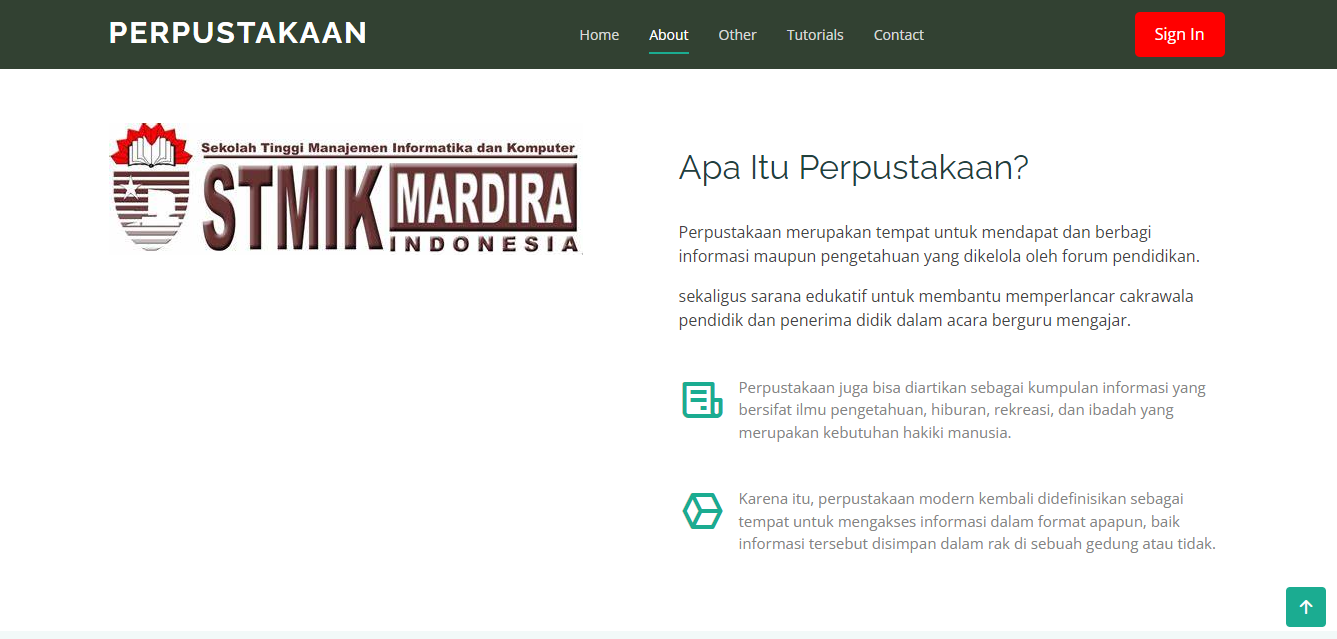 PERPUSTAKAAN
Home
About
Other
Tutorials
Contact
Sign In
Sekolah Tinggi Manajemen Informatika dan Komputer
STMIK MARDIRA
INDONESIA
Apa Itu Perpustakaan?
Perpustakaan merupakan tempat untuk mendapat dan berbagi
informasi maupun pengetahuan yang dikelola oleh forum pendidikan.
sekaligus sarana edukatif untuk membantu memperlancar cakrawala
pendidik dan penerima didik dalam acara berguru mengajar.
Perpustakaan juga bisa diartikan sebagai kumpulan informasi yang
bersifat ilmu pengetahuan, hiburan, rekreasi, dan ibadah yang
merupakan kebutuhan hakiki manusia.
Karena itu, perpustakaan modern kembali didefinisikan sebagai
tempat untuk mengakses informasi dalam format apapun, baik
informasi tersebut disimpan dalam rak di sebuah gedung atau tidak.